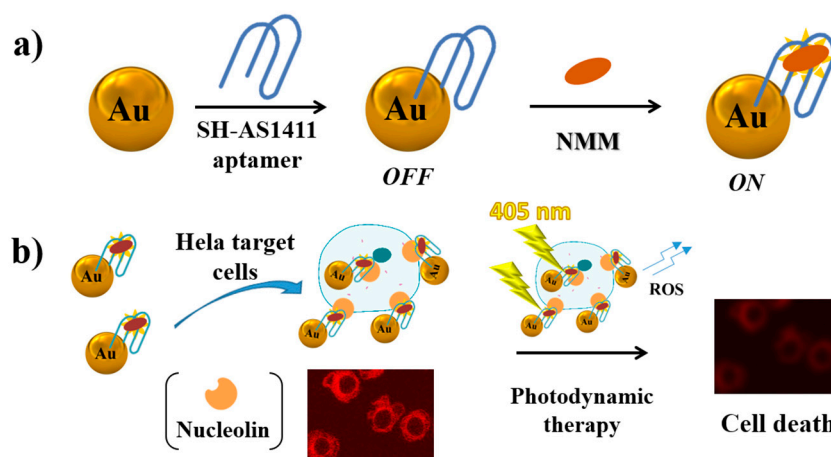 a)
Au
SH-AS1411
aptamer
Au
OFF
NMM
Au
ON
b)
Au
Au
Hela target
cells
Nucleolin
Au
Au
Au
Au
405 nm
Au
Au
Au
Au
ROS
Photodynamic
therapy
Cell death